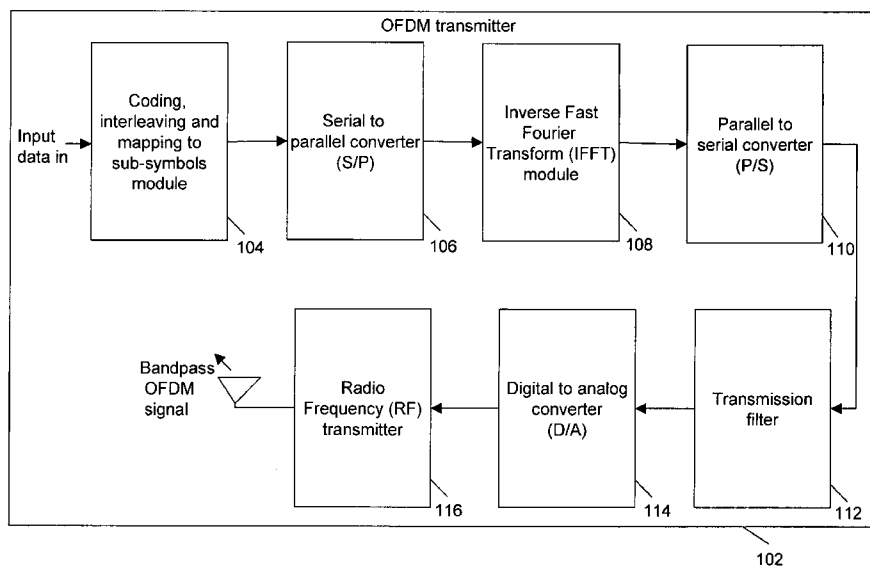 OFDM transmitter
Input
data in
Coding,
interleaving and
mapping to
sub-symbols
module
104
Serial to
parallel converter
(S/P)
106
Inverse Fast
Fourier
Transform (IFFT)
module
108
Parallel to
serial converter
(P/S)
110
Bandpass
OFDM
signal
Radio
Frequency (RF)
transmitter
116
Digital to analog
converter
(D/A)
114
Transmission
filter
112
102